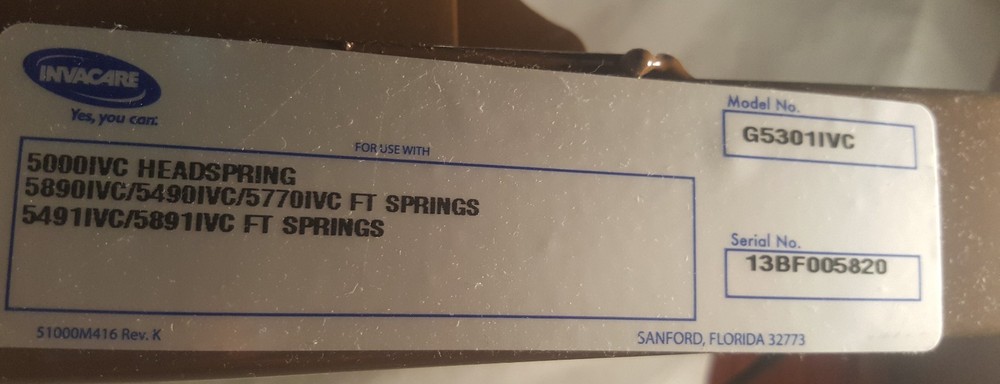 INVACARE
Yes, you can.
FOR USE WITH
5000IVC HEADSPRING
5890IVC/5490IVC/5770IVC FT SPRINGS
5491IVC/5891IVC FT SPRINGS
Model No.
G5301IVC
Serial No.
13BF005820
51000M416 Rev. K
SANFORD, FLORIDA 32773